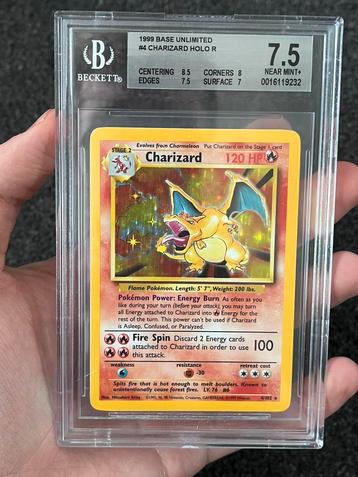 1999 BASE UNLIMITED
#4 CHARIZARD HOLO R
B
BECKETT®
CENTERING 8.5 CORNERS 8
EDGES 7.5 SURFACE 7
7.5
NEAR MINT+
0016119232
Evolves from Charmeleon Put Charizard on the Stage 1 card
STAGE 2
Charizard 120 HP
Flame Pokémon. Length: 5' 7", Weight: 200 lbs.
Pokémon Power: Energy Burn As often as you
like during your turn (before your attack), you may turn
all Energy attached to Charizard into Energy for the
rest of the turn. This power can't be used if Charizard
is Asleep, Confused, or Paralyzed.
Fire Spin Discard 2 Energy cards
attached to Charizard in order to use
this attack.
100
weakness resistance retreat cost
-30
Spits fire that is hot enough to melt boulders. Known to
unintentionally cause forest fires. LV. 76 #6
Illus. Mitsuhiro Arita
4/102